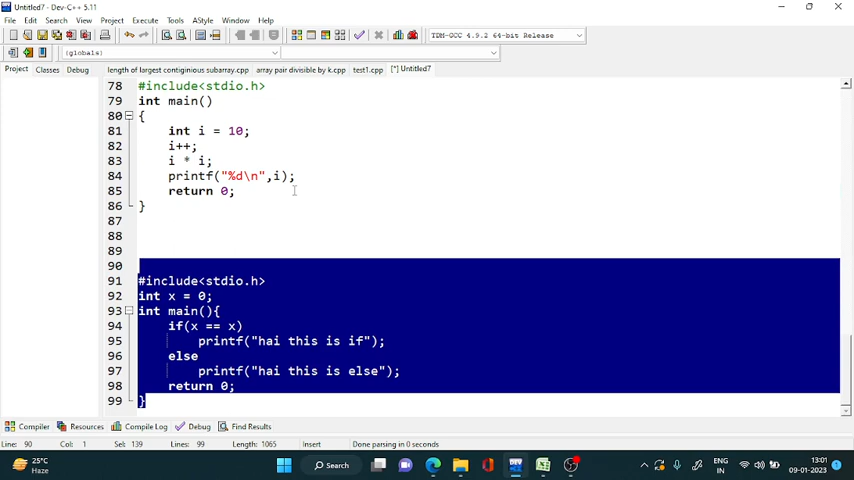 Untitled7 - Dev-C++ 5.11
File Edit Search View Project Execute Tools AStyle Window Help
TDM-GCC 4.9.2 64-bit Release
(globals)
Project Classes Debug length of largest contiginious subarray.cpp array pair divisible by k.cpp test1.cpp [*] Untitled7
78 #include<stdio.h>
79 int main()
80 {
81 int i = 10;
82 i++;
83 i * i;
84 printf("%d\n",i);
85 return 0;
86 }
87
88
89
90
91 #include<stdio.h>
92 int x = 0;
93 int main(){
94 if(x == x)
95 printf("hai this is if");
96 else
97 printf("hai this is else");
98 return 0;
99 }
Compiler Resources Compile Log Debug Find Results
Line: 90 Col: 1 Sel: 139 Lines: 99 Length: 1065 Insert Done parsing in 0 seconds
25°C
Haze
Search
ENG
IN
13:01
09-01-2023
1